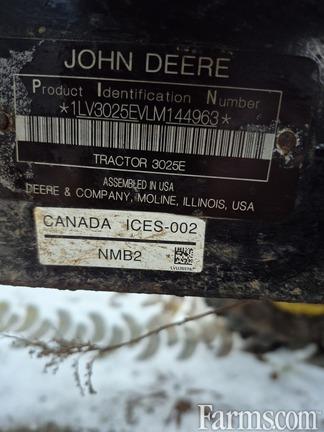 JOHN DEERE
Product Identification Number
*1LV3025EVLM144963*
TRACTOR 3025E
ASSEMBLED IN USA
DEERE & COMPANY, MOLINE, ILLINOIS, USA
CANADA ICES-002
NMB2
Farms.com®